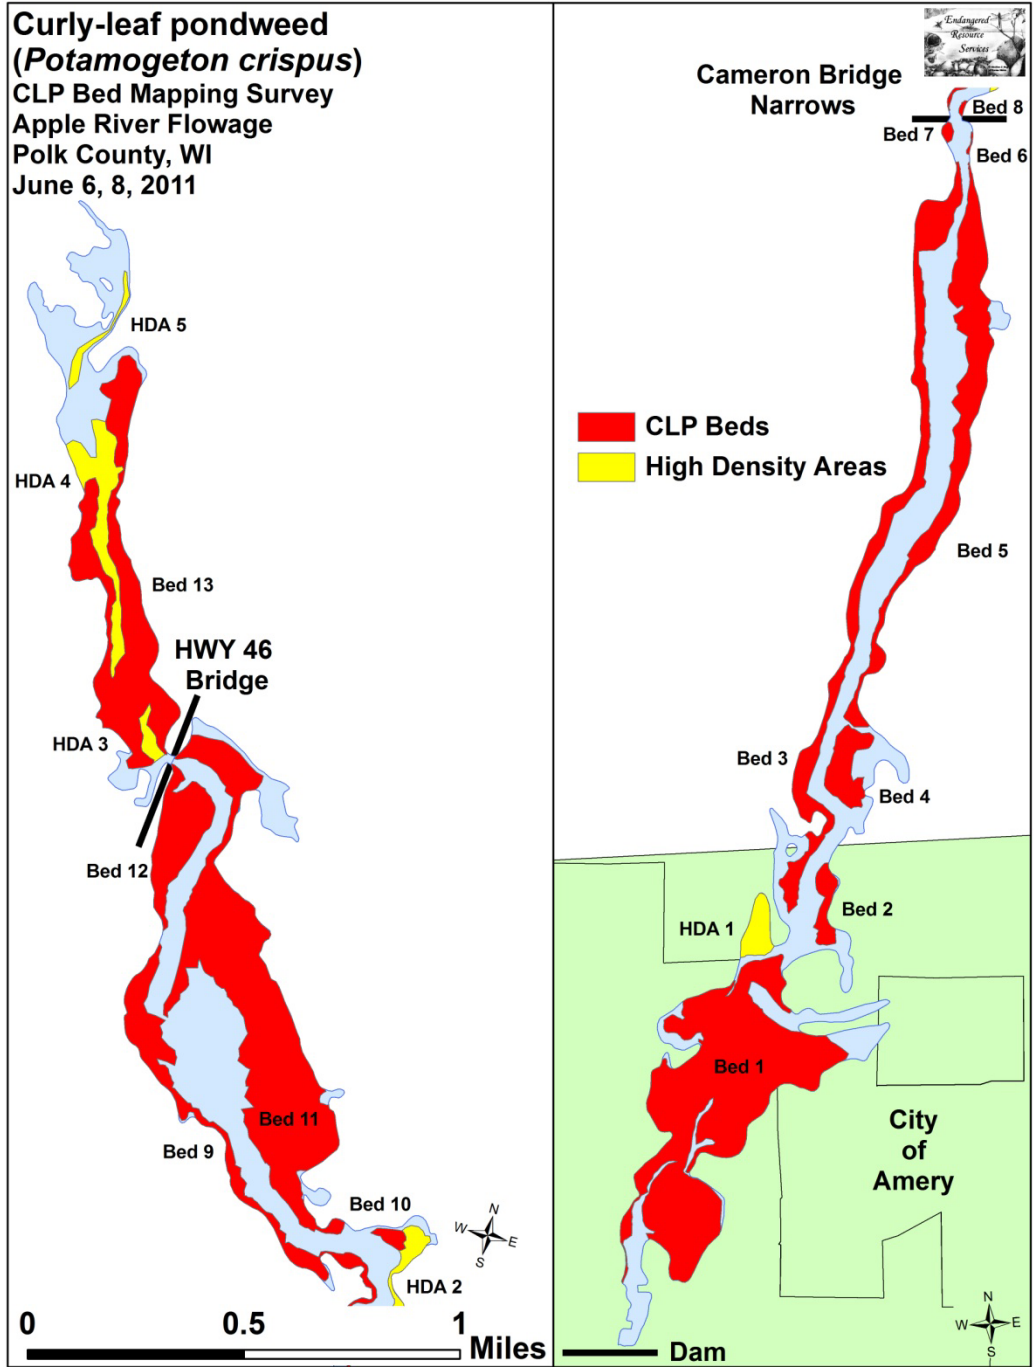 Curly-leaf pondweed
(Potamogeton crispus)
CLP Bed Mapping Survey
Apple River Flowage
Polk County, WI
June 6, 8, 2011
HDA 5
HDA 4
Bed 13
HWY 46
Bridge
HDA 3
Bed 12
Bed 11
Bed 9
Bed 10
HDA 2
N
W
E
S
0
0.5
1
Miles
Endangered
Resource
Services
Cameron Bridge
Narrows
Bed 8
Bed 7
Bed 6
CLP Beds
High Density Areas
Bed 5
Bed 3
Bed 4
Bed 2
HDA 1
Bed 1
City
of
Amery
N
W
E
S
Dam